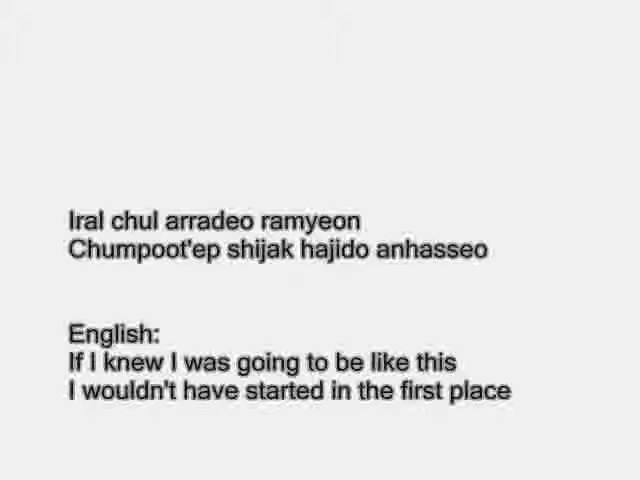 Iral chul arradeo ramyeon
Chumpoot'ep shijak hajido anhasseo
English:
If I knew I was going to be like this
I wouldn't have started in the first place